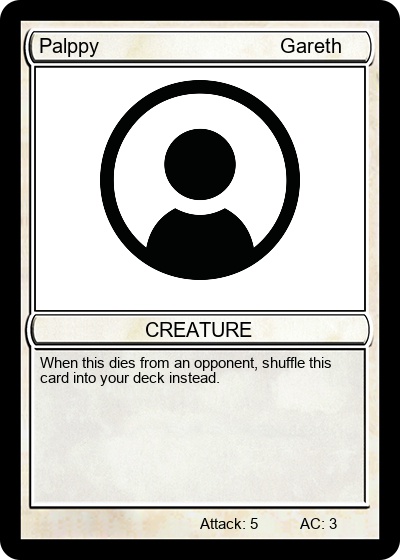 Palppy Gareth
CREATURE
When this dies from an opponent, shuffle this
card into your deck instead.
Attack: 5 AC: 3